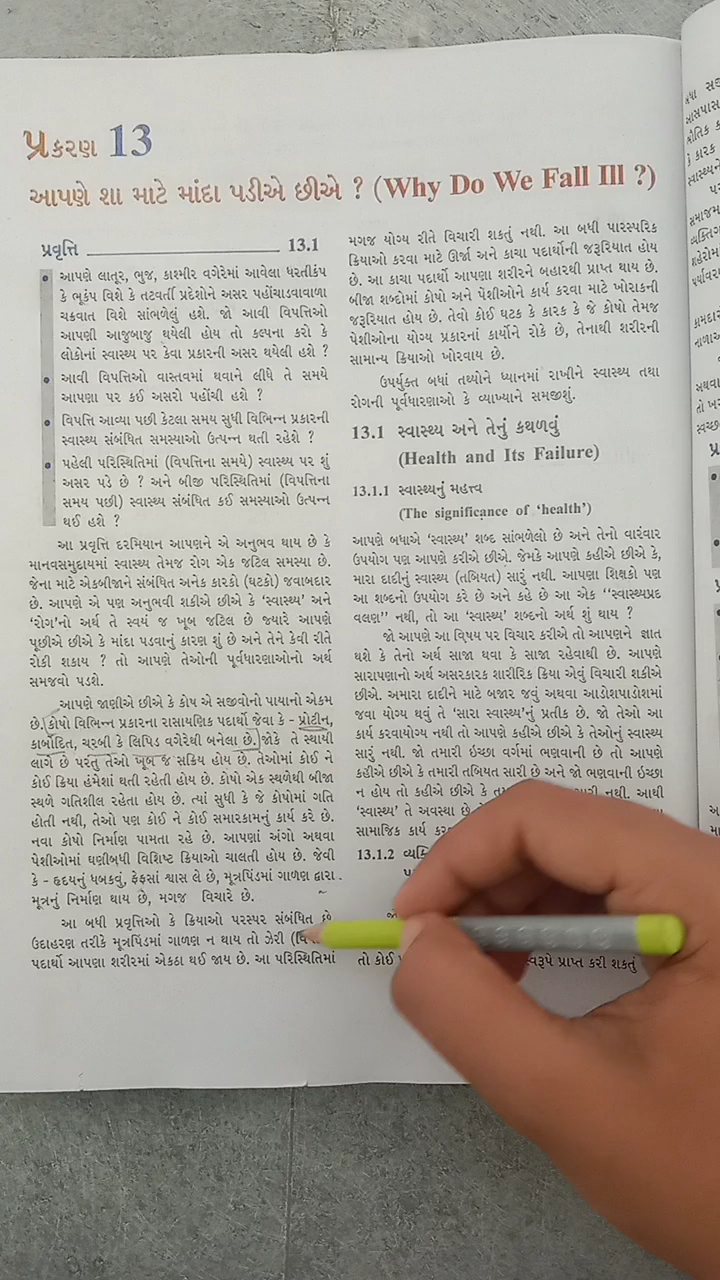 પ્રકરણ 13
આપણે શા માટે માંદા પડીએ છીએ ? (Why Do We Fall Ill ?)
પ્રવૃત્તિ 13.1
આપણે લાતૂર, ભુજ, કાશ્મીર વગેરેમાં આવેલા ધરતીકંપ
કે ભૂકંપ વિશે કે તટવર્તી પ્રદેશોને અસર પહોંચાડવાવાળા
ચક્રવાત વિશે સાંભળેલું હશે. જો આવી વિપત્તિઓ
આપણી આજુબાજુ થયેલી હોય તો કલ્પના કરો કે
લોકોનાં સ્વાસ્થ્ય પર કેવા પ્રકારની અસર થયેલી હશે ?
આવી વિપત્તિઓ વાસ્તવમાં થવાને લીધે તે સમયે
આપણા પર કઈ અસરો પહોંચી હશે ?
વિપત્તિ આવ્યા પછી કેટલા સમય સુધી વિભિન્ન પ્રકારની
સ્વાસ્થ્ય સંબંધિત સમસ્યાઓ ઉત્પન્ન થતી રહેશે ?
પહેલી પરિસ્થિતિમાં (વિપત્તિના સમયે) સ્વાસ્થ્ય પર શું
અસર પડે છે ? અને બીજી પરિસ્થિતિમાં (વિપત્તિના
સમય પછી) સ્વાસ્થ્ય સંબંધિત કઈ સમસ્યાઓ ઉત્પન્ન
થઈ હશે ?
આ પ્રવૃત્તિ દરમિયાન આપણને એ અનુભવ થાય છે કે
માનવસમુદાયમાં સ્વાસ્થ્ય તેમજ રોગ એક જટિલ સમસ્યા છે.
જેના માટે એકબીજાને સંબંધિત અનેક કારકો (ઘટકો) જવાબદાર
છે. આપણે એ પણ અનુભવી શકીએ છીએ કે ‘સ્વાસ્થ્ય’ અને
‘રોગ’નો અર્થ તે સ્વયં જ ખૂબ જટિલ છે જ્યારે આપણે
પૂછીએ છીએ કે માંદા પડવાનું કારણ શું છે અને તેને કેવી રીતે
રોકી શકાય ? તો આપણે તેઓની પૂર્વધારણાઓનો અર્થ
સમજવો પડશે.
આપણે જાણીએ છીએ કે કોષ એ સજીવોનો પાયાનો એકમ
છે. કોષો વિભિન્ન પ્રકારના રાસાયણિક પદાર્થો જેવા કે - પ્રોટીન,
કાર્બોદિત, ચરબી કે લિપિડ વગેરેથી બનેલા છે. જોકે તે સ્થાયી
લાગે છે પરંતુ તેઓ ખૂબ જ સક્રિય હોય છે. તેઓમાં કોઈ ને
કોઈ ક્રિયા હંમેશાં થતી રહેતી હોય છે. કોષો એક સ્થળેથી બીજા
સ્થળે ગતિશીલ રહેતા હોય છે. ત્યાં સુધી કે જે કોષોમાં ગતિ
હોતી નથી, તેઓ પણ કોઈ ને કોઈ સમારકામનું કાર્ય કરે છે.
નવા કોષો નિર્માણ પામતા રહે છે. આપણાં અંગો અથવા
પેશીઓમાં ઘણીબધી વિશિષ્ટ ક્રિયાઓ ચાલતી હોય છે. જેવી
કે - હૃદયનું ધબકવું, ફેફસાં શ્વાસ લે છે, મૂત્રપિંડમાં ગાળણ દ્વારા
મૂત્રનું નિર્માણ થાય છે, મગજ વિચારે છે.
આ બધી પ્રવૃત્તિઓ કે ક્રિયાઓ પરસ્પર સંબંધિત છે.
ઉદાહરણ તરીકે મૂત્રપિંડમાં ગાળણ ન થાય તો ઝેરી
પદાર્થો આપણા શરીરમાં એકઠા થઈ જાય છે. આ પરિસ્થિતિમાં
મગજ યોગ્ય રીતે વિચારી શકતું નથી. આ બધી પારસ્પરિક
ક્રિયાઓ કરવા માટે ઊર્જા અને કાચા પદાર્થોની જરૂરિયાત હોય
છે. આ કાચા પદાર્થો આપણા શરીરને બહારથી પ્રાપ્ત થાય છે.
બીજા શબ્દોમાં કોષો અને પેશીઓને કાર્ય કરવા માટે ખોરાકની
જરૂરિયાત હોય છે. તેવો કોઈ ઘટક કે કારક કે જે કોષો તેમજ
પેશીઓના યોગ્ય પ્રકારનાં કાર્યોને રોકે છે, તેનાથી શરીરની
સામાન્ય ક્રિયાઓ ખોરવાય છે.
ઉપર્યુક્ત બધાં તથ્યોને ધ્યાનમાં રાખીને સ્વાસ્થ્ય તથા
રોગની પૂર્વધારણાઓ કે વ્યાખ્યાને સમજીશું.
13.1 સ્વાસ્થ્ય અને તેનું કથળવું
(Health and Its Failure)
13.1.1 સ્વાસ્થ્યનું મહત્ત્વ
(The significance of ‘health’)
આપણે બધાએ ‘સ્વાસ્થ્ય’ શબ્દ સાંભળેલો છે અને તેનો વારંવાર
ઉપયોગ પણ આપણે કરીએ છીએ. જેમકે આપણે કહીએ છીએ કે,
મારા દાદીનું સ્વાસ્થ્ય (તબિયત) સારું નથી. આપણા શિક્ષકો પણ
આ શબ્દનો ઉપયોગ કરે છે અને કહે છે આ એક ‘‘સ્વાસ્થ્યપ્રદ
વલણ’’ નથી, તો આ ‘સ્વાસ્થ્ય’ શબ્દનો અર્થ શું થાય ?
જો આપણે આ વિષય પર વિચાર કરીએ તો આપણને જ્ઞાત
થશે કે તેનો અર્થ સાજા થવા કે સાજા રહેવાથી છે. આપણે
સારાપણાનો અર્થ અસરકારક શારીરિક ક્રિયા એવું વિચારી શકીએ
છીએ. અમારા દાદીને માટે બજાર જવું અથવા આડોશપાડોશમાં
જવા યોગ્ય થવું તે ‘સારા સ્વાસ્થ્ય’નું પ્રતીક છે. જો તેઓ આ
કાર્ય કરવાયોગ્ય નથી તો આપણે કહીએ છીએ કે તેઓનું સ્વાસ્થ્ય
સારું નથી. જો તમારી ઇચ્છા વર્ગમાં ભણવાની છે તો આપણે
કહીએ છીએ કે તમારી તબિયત સારી છે અને જો ભણવાની ઇચ્છા
ન હોય તો કહીએ છીએ કે નથી. આથી
‘સ્વાસ્થ્ય’ તે અવસ્થા છે
સામાજિક કાર્ય
13.1.2
તો કોઈ સ્વરૂપે પ્રાપ્ત કરી શકતું